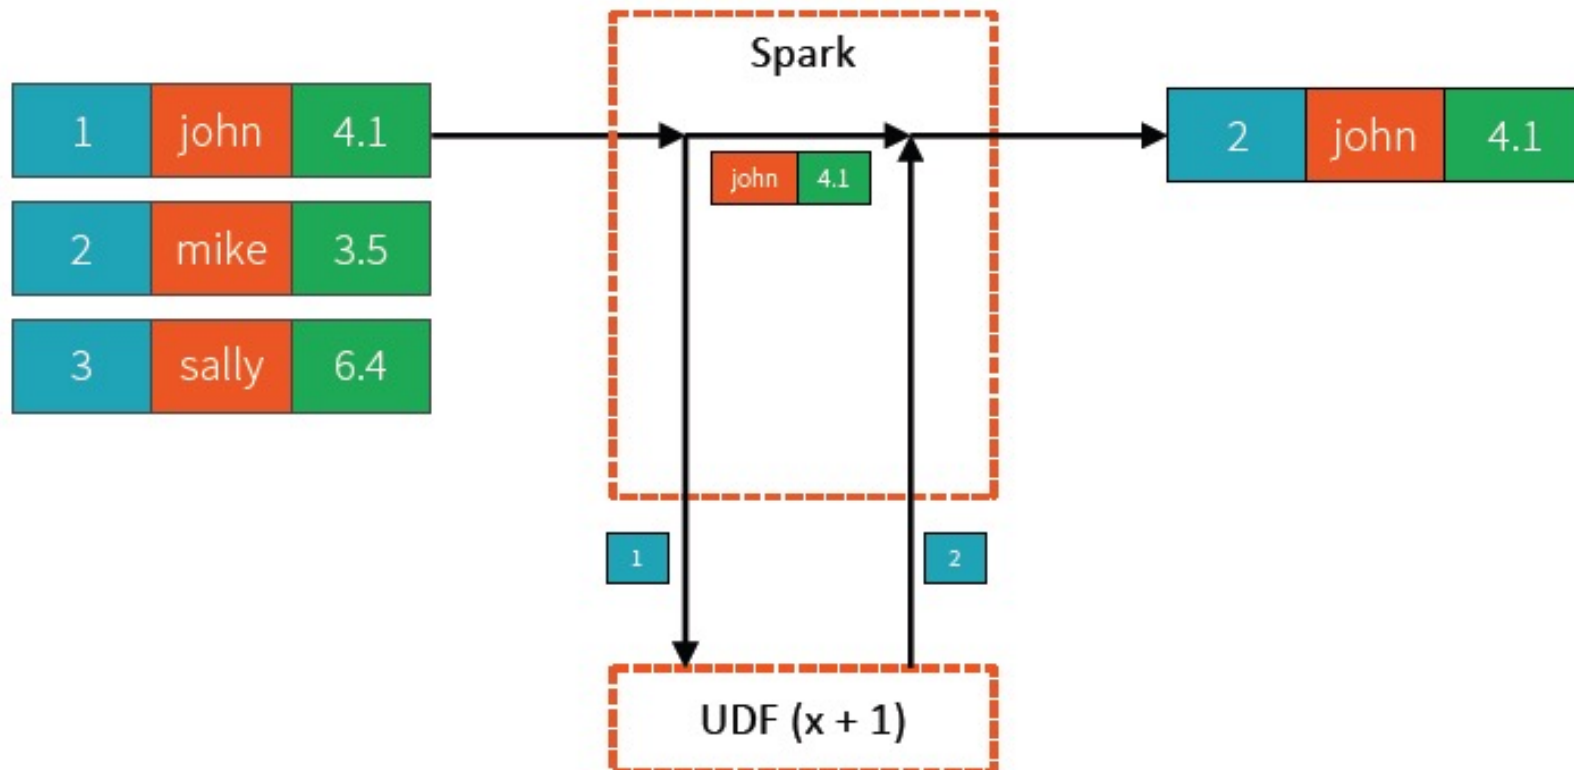 Spark
1 john 4.1
2 john 4.1
john 4.1
2 mike 3.5
3 sally 6.4
1
2
UDF (x + 1)